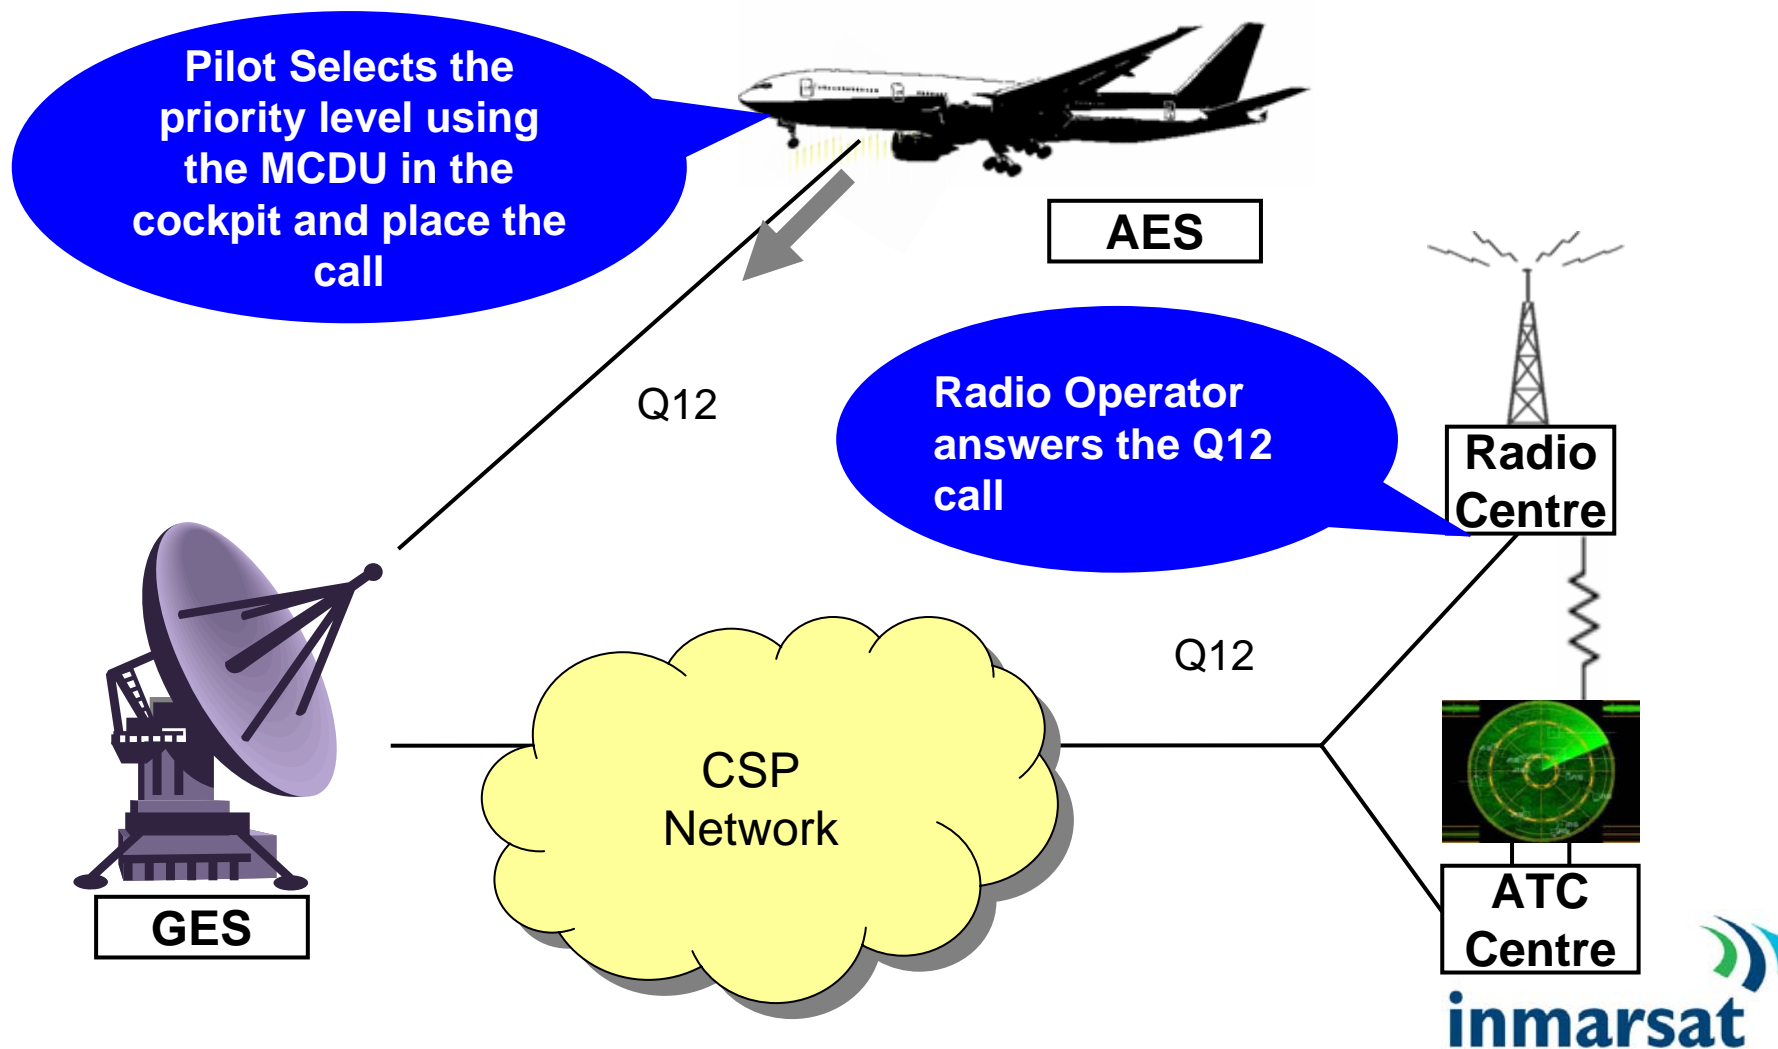 Pilot Selects the
priority level using
the MCDU in the
cockpit and place the
call
AES
Q12
Radio Operator
answers the Q12
call
Radio
Centre
Q12
CSP
Network
GES
ATC
Centre
inmarsat